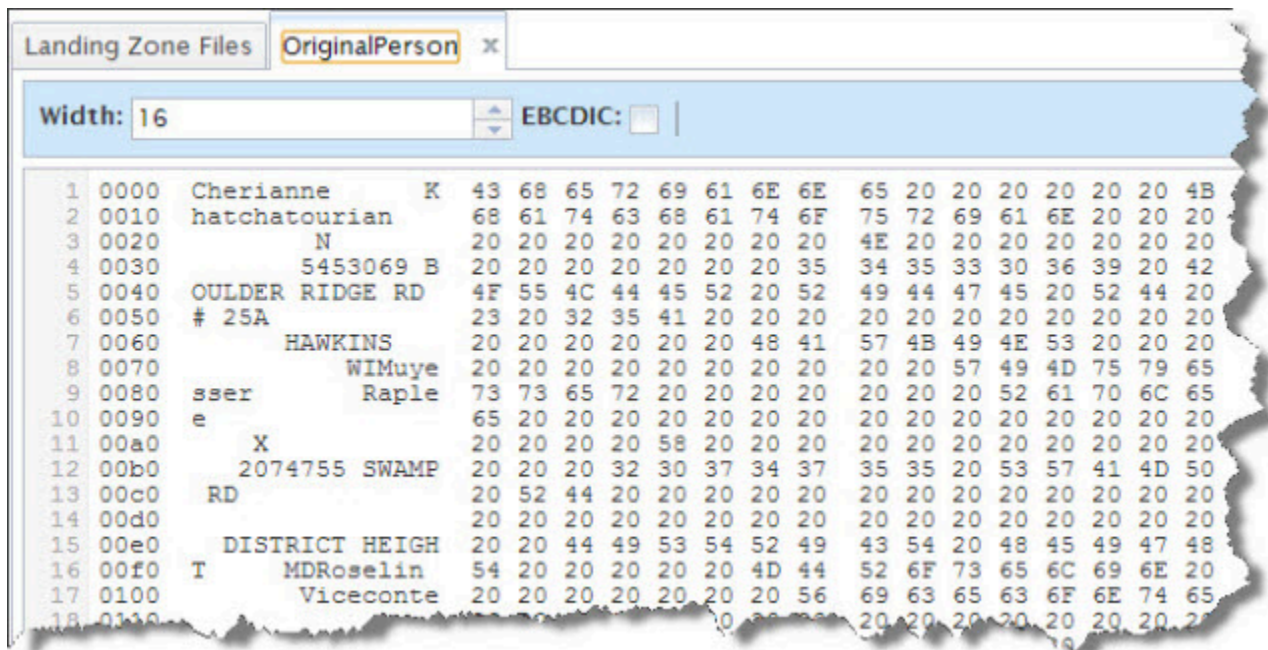 Landing Zone Files OriginalPerson x
Width: 16 EBCDIC:
1 0000 Cherianne      K 43 68 65 72 69 61 6E 6E 65 20 20 20 20 20 20 4B
2 0010 hatchatourian 68 61 74 63 68 61 74 6F 75 72 69 61 6E 20 20 20
3 0020         N 20 20 20 20 20 20 20 20 4E 20 20 20 20 20 20 20
4 0030        5453069 B 20 20 20 20 20 20 20 35 34 35 33 30 36 39 20 42
5 0040 OULDER RIDGE RD 4F 55 4C 44 45 52 20 52 49 44 47 45 20 52 44 20
6 0050 # 25A 23 20 32 35 41 20 20 20 20 20 20 20 20 20 20 20
7 0060       HAWKINS 20 20 20 20 20 20 48 41 57 4B 49 4E 53 20 20 20
8 0070           WIMuye 20 20 20 20 20 20 20 20 20 20 57 49 4D 75 79 65
9 0080 sser       Raple 73 73 65 72 20 20 20 20 20 20 20 52 61 70 6C 65
10 0090 e 65 20 20 20 20 20 20 20 20 20 20 20 20 20 20 20
11 00a0     X 20 20 20 20 58 20 20 20 20 20 20 20 20 20 20 20
12 00b0    2074755 SWAMP 20 20 20 32 30 37 34 37 35 35 20 53 57 41 4D 50
13 00c0  RD 20 52 44 20 20 20 20 20 20 20 20 20 20 20 20 20
14 00d0 20 20 20 20 20 20 20 20 20 20 20 20 20 20 20 20
15 00e0   DISTRICT HEIGH 20 20 44 49 53 54 52 49 43 54 20 48 45 49 47 48
16 00f0 T     MDRoselin 54 20 20 20 20 20 4D 44 52 6F 73 65 6C 69 6E 20
17 0100        Viceconte 20 20 20 20 20 20 20 56 69 63 65 63 6F 6E 74 65
18 20 20 20 20 20 20 20